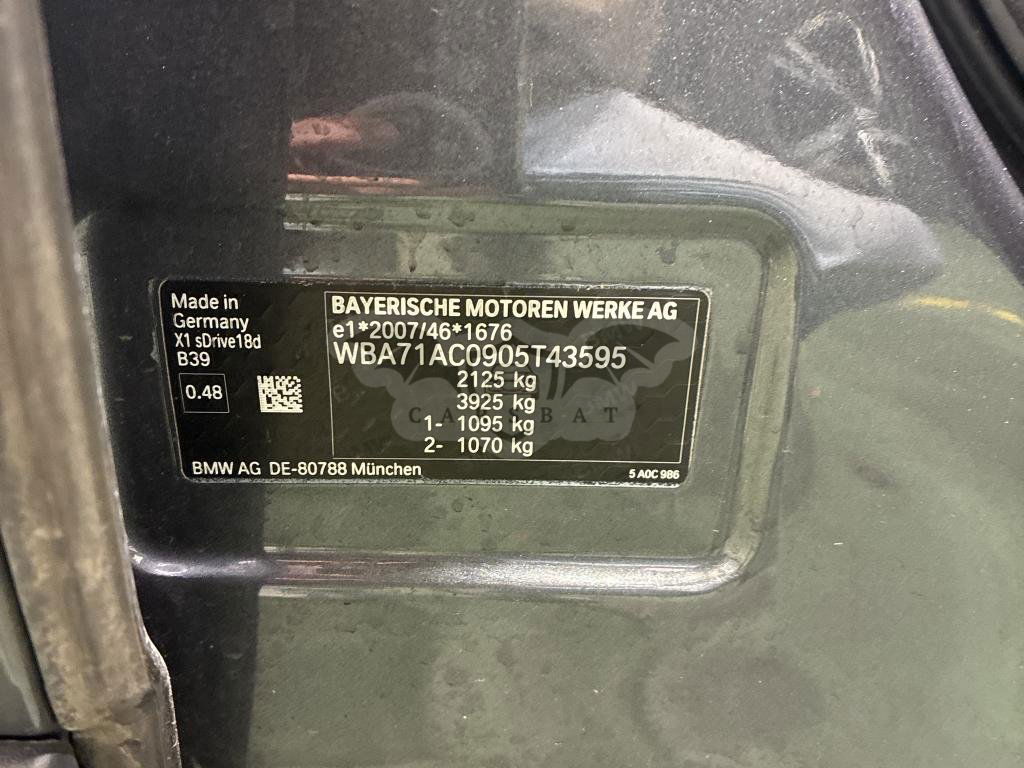 Made in
Germany
X1 sDrive18d
B39
0.48
BAYERISCHE MOTOREN WERKE AG
e1*2007/46*1676
WBA71AC0905T43595
2125 kg
3925 kg
1- 1095 kg
2- 1070 kg
BMW AG DE-80788 München
5 A0C 986
CARSBAT